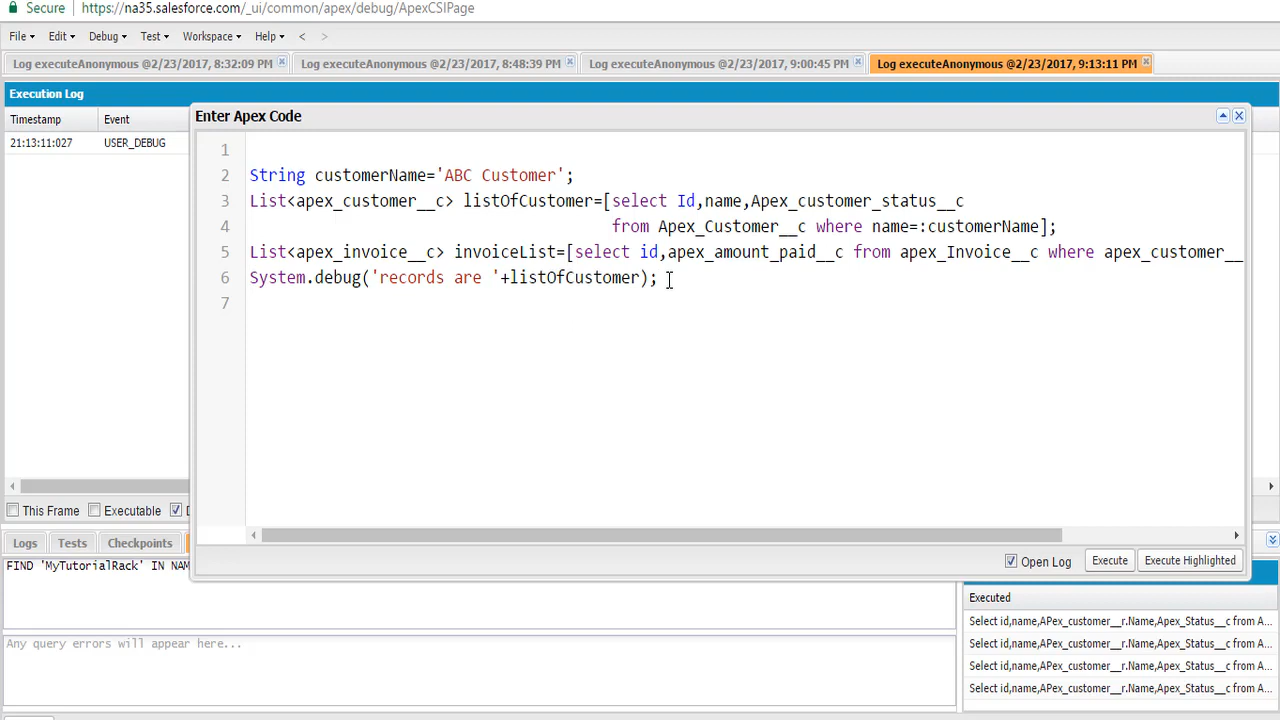 Secure https://na35.salesforce.com/_ui/common/apex/debug/ApexCSIPage
File Edit Debug Test Workspace Help < >
Log executeAnonymous @2/23/2017, 8:32:09 PM Log executeAnonymous @2/23/2017, 8:48:39 PM Log executeAnonymous @2/23/2017, 9:00:45 PM Log executeAnonymous @2/23/2017, 9:13:11 PM
Execution Log
Timestamp Event
21:13:11:027 USER_DEBUG
Enter Apex Code
1
2 String customerName='ABC Customer';
3 List<apex_customer__c> listOfCustomer=[select Id,name,Apex_customer_status__c
4 from Apex_Customer__c where name=:customerName];
5 List<apex_invoice__c> invoiceList=[select id,apex_amount_paid__c from apex_Invoice__c where apex_customer__
6 System.debug('records are '+listOfCustomer);
7
This Frame Executable
Open Log Execute Execute Highlighted
Logs Tests Checkpoints
FIND 'MyTutorialRack' IN NAM
Any query errors will appear here...
Executed
Select id,name,APex_customer__r.Name,Apex_Status__c from A...
Select id,name,APex_customer__r.Name,Apex_Status__c from A...
Select id,name,APex_customer__r.Name,Apex_Status__c from A...
Select id,name,APex_customer__r.Name,Apex_Status__c from A...